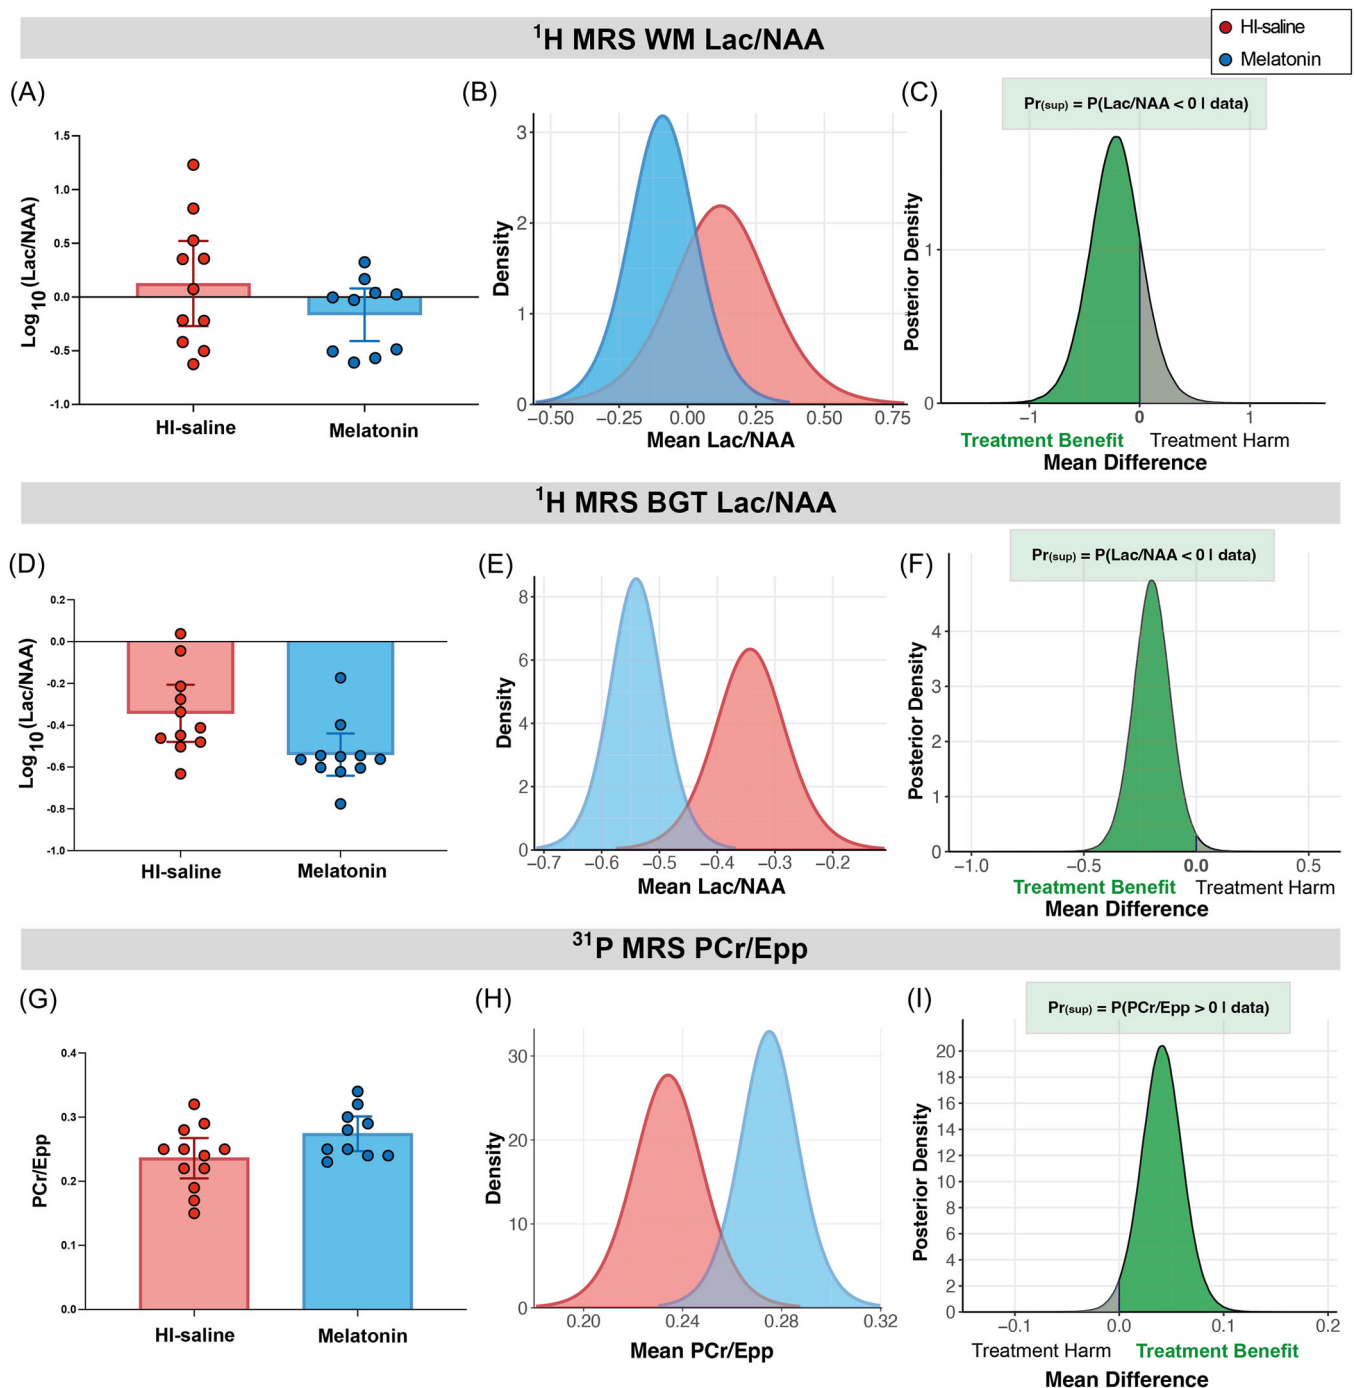 ¹H MRS WM Lac/NAA
HI-saline
Melatonin
(A)
1.5
1.0
0.5
0.0
-0.5
-1.0
Log₁₀(Lac/NAA)
HI-saline
Melatonin
(B)
3
2
1
0
Density
−0.50 −0.25 0.00 0.25 0.50 0.75
Mean Lac/NAA
(C)
Pr(sup) = P(Lac/NAA < 0 | data)
1
0
Posterior Density
−1 0 1
Treatment Benefit Treatment Harm
Mean Difference
¹H MRS BGT Lac/NAA
(D)
0.2
0.0
-0.2
-0.4
-0.6
-0.8
-1.0
Log₁₀(Lac/NAA)
HI-saline
Melatonin
(E)
8
6
4
2
0
Density
−0.7 −0.6 −0.5 −0.4 −0.3 −0.2
Mean Lac/NAA
(F)
Pr(sup) = P(Lac/NAA < 0 | data)
4
3
2
1
0
Posterior Density
−1.0 −0.5 0.0 0.5
Treatment Benefit Treatment Harm
Mean Difference
³¹P MRS PCr/Epp
(G)
0.4
0.3
0.2
0.1
0.0
PCr/Epp
HI-saline
Melatonin
(H)
30
20
10
0
Density
0.20 0.24 0.28 0.32
Mean PCr/Epp
(I)
Pr(sup) = P(PCr/Epp > 0 | data)
20
18
16
14
12
10
8
6
4
2
0
Posterior Density
−0.1 0.0 0.1 0.2
Treatment Harm Treatment Benefit
Mean Difference